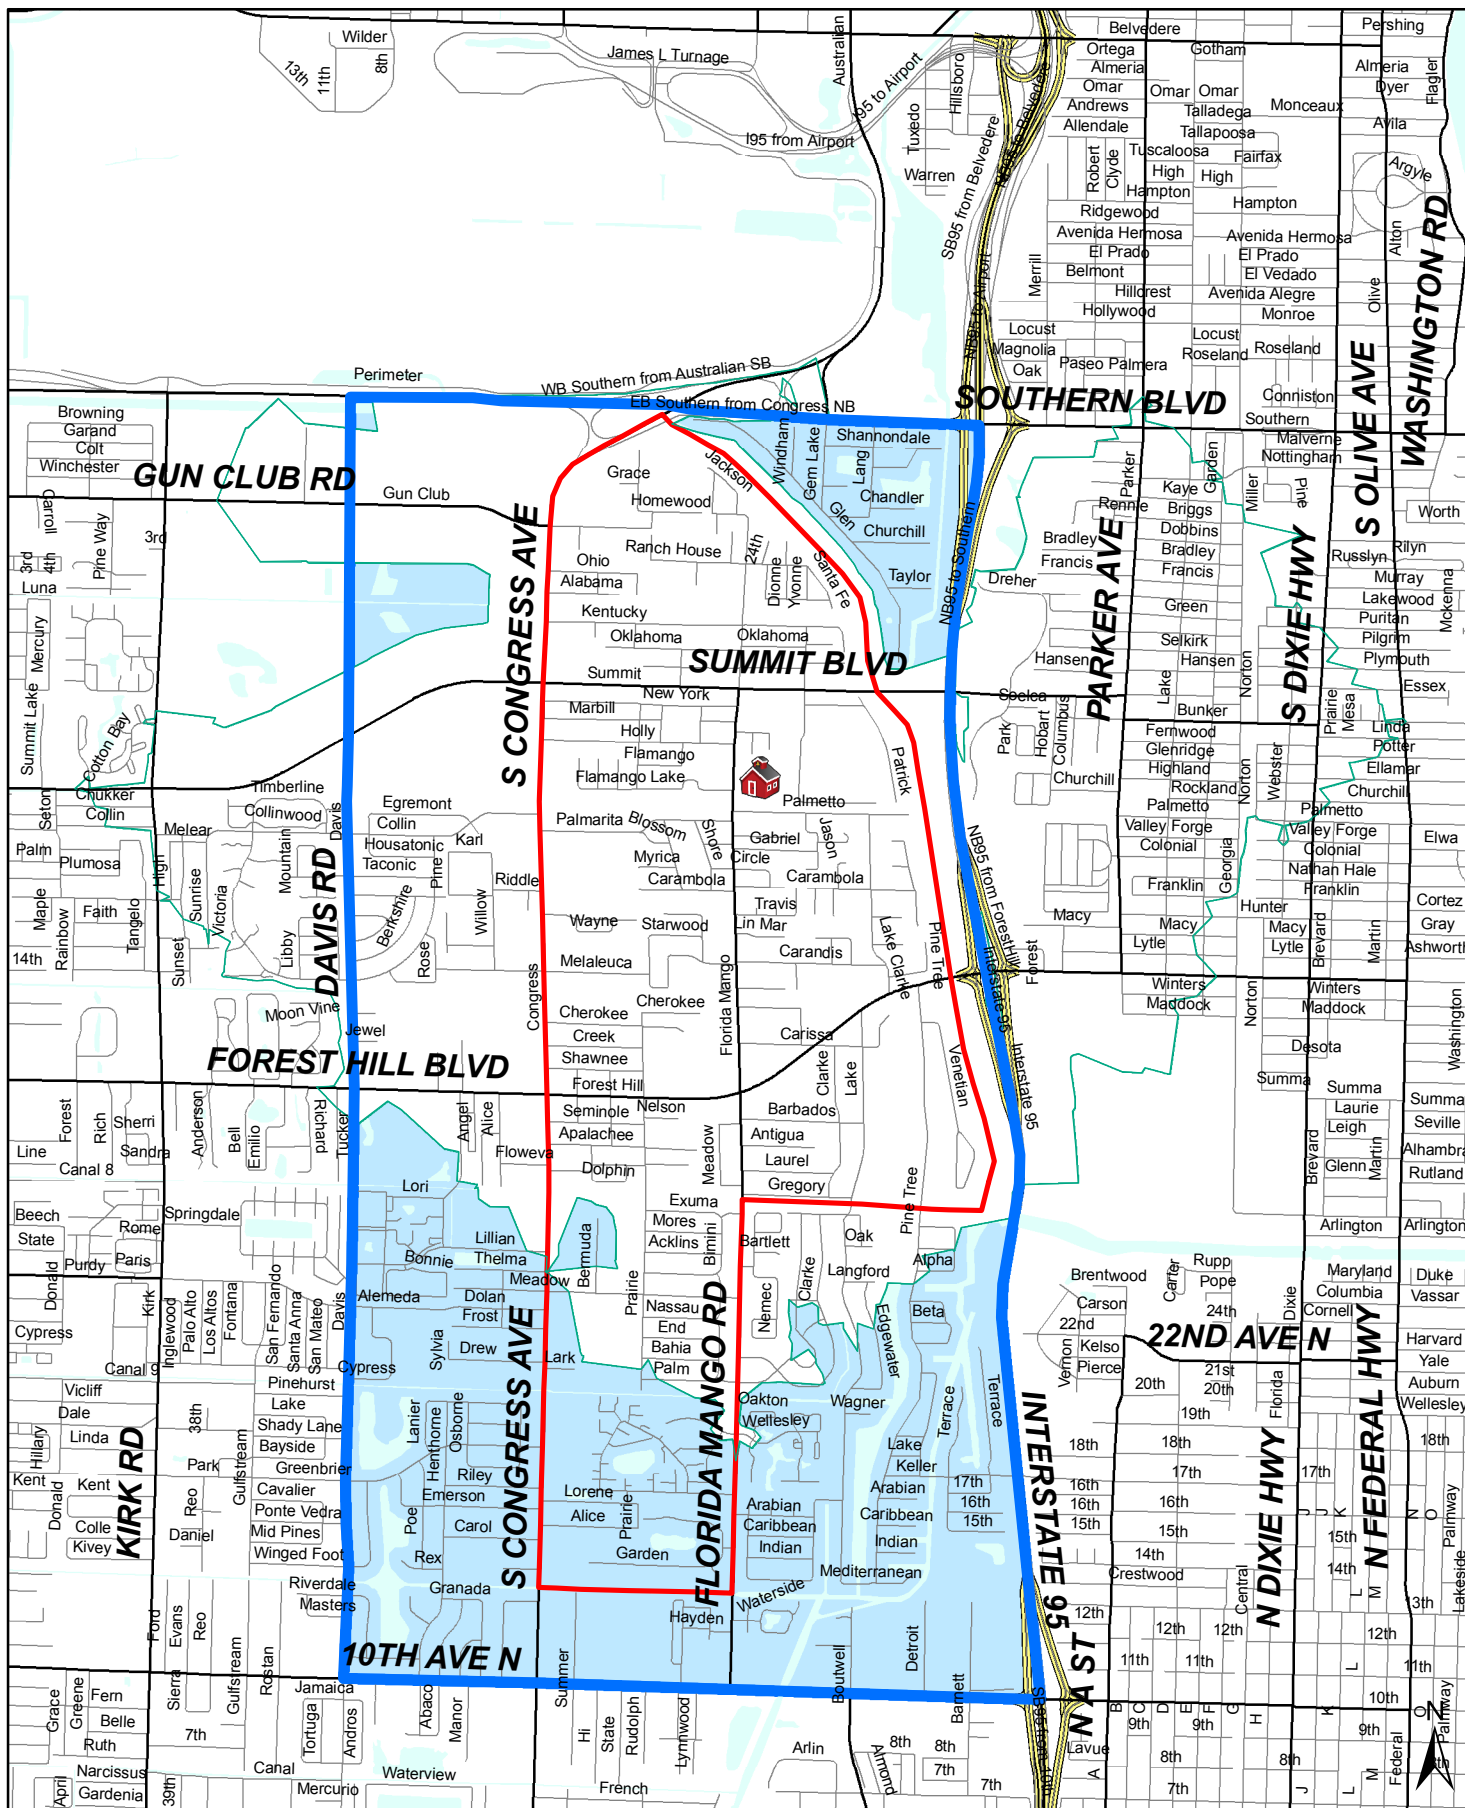 Wilder
13th
11th
8th
James L Turnage
Australian
I95 to Airport
I95 from Airport
Hillsboro
Tuxedo
Warren
SB95 from Belvedere
NB95 to Belvedere
NB95 to Airport
Belvedere
Ortega
Gotham
Almeria
Omar
Omar
Omar
Andrews
Talladega
Monceaux
Allendale
Tallapoosa
Robert
Clyde
Tuscaloosa
Fairfax
High
High
Hampton
Hampton
Ridgewood
Avenida Hermosa
Avenida Hermosa
El Prado
El Prado
Belmont
El Vedado
Merrill
Hillcrest
Avenida Alegre
Hollywood
Monroe
Locust
Locust
Magnolia
Roseland
Roseland
Oak
Paseo Palmera
Pershing
Almeria
Dyer
Flagler
Avila
Argyle
Alton
Olive
WASHINGTON RD
S OLIVE AVE
Perimeter
WB Southern from Australian SB
EB Southern from Congress NB
SOUTHERN BLVD
Conniston
Southern
Malverne
Nottingham
Browning
Garand
Colt
Winchester
GUN CLUB RD
Gun Club
Carroll
Pine Way
3rd
3rd
4th
Luna
Mercury
Summit Lake
Cotton Bay
Grace
Jackson
Homewood
Windham
Gem Lake
Shannondale
Lang
Chandler
Glen
Churchill
Taylor
Ranch House
24th
Ohio
Alabama
Dionne
Yvonne
Santa Fe
Kentucky
Oklahoma
Oklahoma
SUMMIT BLVD
Summit
New York
S CONGRESS AVE
NB95 to Southern
Parker
Garden
Miller
Pine
Kaye
Rennie
Briggs
Dobbins
Bradley
Bradley
Francis
Francis
Dreher
Green
Selkirk
Hansen
Hansen
PARKER AVE
S DIXIE HWY
Worth
Rilyn
Russlyn
Murray
Lakewood
Mckenna
Puritan
Pilgrim
Plymouth
Essex
Seelea
Lake
Norton
Bunker
Prairie
Mesa
Linda
Potter
Ellamar
Churchill
Park
Hobart
Columbus
Fernwood
Glenridge
Highland
Rockland
Norton
Webster
Churchill
Palmetto
Palmetto
Valley Forge
Valley Forge
Colonial
Colonial
Elwa
Nathan Hale
Georgia
Franklin
Franklin
Cortez
Hunter
Macy
Macy
Macy
Gray
Lytle
Lytle
Brevard
Martin
Ashworth
Marbill
Holly
Flamango
Flamango Lake
Palmetto
Patrick
Palmarita
Blossom
Shore
Gabriel
Jason
Myrica
Circle
Carambola
Carambola
Travis
Wayne
Starwood
Lin Mar
Carandis
Lake Clarke
Pine Tree
Melaleuca
Congress
Florida Mango
Cherokee
Cherokee
Creek
Shawnee
Carissa
Clarke
Lake
Venetian
NB95 from ForestHill
Interstate 95
Interstate 95
Forest
Timberline
Chukker
Collin
Seton
Melear
Collinwood
Davis
Egremont
Collin
Housatonic
Karl
Taconic
Pine
Riddle
Berkshire
Willow
Rose
Palm
Plumosa
High
Mountain
Sunrise
Victoria
Maple
Rainbow
Faith
Tangelo
Libby
14th
Sunset
DAVIS RD
Moon Vine
Jewel
FOREST HILL BLVD
Forest Hill
Winters
Winters
Maddock
Maddock
Norton
Washington
Desota
Summa
Summa
Summa
Laurie
Seville
Leigh
Alhambra
Brevard
Glenn
Martin
Rutland
Arlington
Arlington
Forest
Rich
Sherri
Anderson
Bell
Emilio
Richard
Tucker
Angel
Alice
Line
Sandra
Floweva
Canal 8
Seminole
Nelson
Apalachee
Dolphin
Meadow
Barbados
Antigua
Laurel
Gregory
Exuma
Pine Tree
Lori
Beech
Springdale
Rome
State
Purdy
Paris
Lillian
Thelma
Bonnie
Meadow
Bermuda
Mores
Acklins
Bimini
Bartlett
Oak
Alpha
Langford
Clarke
Donald
Kirk
Inglewood
Palo Alto
Los Altos
Fontana
San Fernando
Santa Anna
San Mateo
Davis
Alemeda
Dolan
Frost
Prairie
Nassau
End
Nemec
Edgewater
Beta
Cypress
Sylvia
Drew
Lark
Bahia
Palm
Canal 9
Cypress
Brentwood
Carter
Rupp
Pope
Carson
24th
22nd
Dixie
Maryland
Duke
Columbia
Vassar
Cornell
22ND AVE N
Harvard
Vernon
Kelso
Pierce
21st
Yale
20th
20th
Florida
Auburn
19th
Wellesley
Vicliff
Pinehurst
Dale
Lake
Linda
38th
Shady Lane
Hillary
Bayside
Park
Greenbrier
Gulfstream
Kent
Kent
Cavalier
Donald
Reo
Ponte Vedra
Colle
Daniel
Mid Pines
Kivey
Winged Foot
KIRK RD
Riverdale
Masters
Lanier
Henthorne
Osborne
Riley
Emerson
Poe
Carol
Rex
Granada
S CONGRESS AVE
Lorene
Alice
Prairie
Garden
FLORIDA MANGO RD
Oakton
Wellesley
Wagner
Terrace
Terrace
Lake
Keller
17th
Arabian
Arabian
16th
Caribbean
Caribbean
15th
Indian
Indian
Mediterranean
Waterside
Hayden
INTERSTATE 95
18th
18th
18th
16th
17th
17th
16th
16th
15th
15th
15th
14th
14th
Crestwood
Central
13th
12th
12th
12th
12th
11th
11th
11th
10th
N DIXIE HWY
N FEDERAL HWY
J
J
K
N
O
Palmway
Lakeside
L
M
L
K
Ford
Evans
Reo
Sierra
Gulfstream
Rostan
10TH AVE N
Jamaica
Summer
Boutwell
Detroit
Barnett
N A ST
Grace
Greene
Fern
Belle
Ruth
7th
Tortuga
Andros
Abaco
Manor
Hi
State
Rudolph
Lynnwood
Arlin
Almond
8th
8th
7th
7th
SB95 from 10th
Lavue
A
B
C
D
E
F
G
H
9th
9th
9th
8th
8th
8th
7th
J
L
M
Federal
O
Palmway
N
Narcissus
April
Gardenia
39th
Canal
Mercurio
Waterview
French